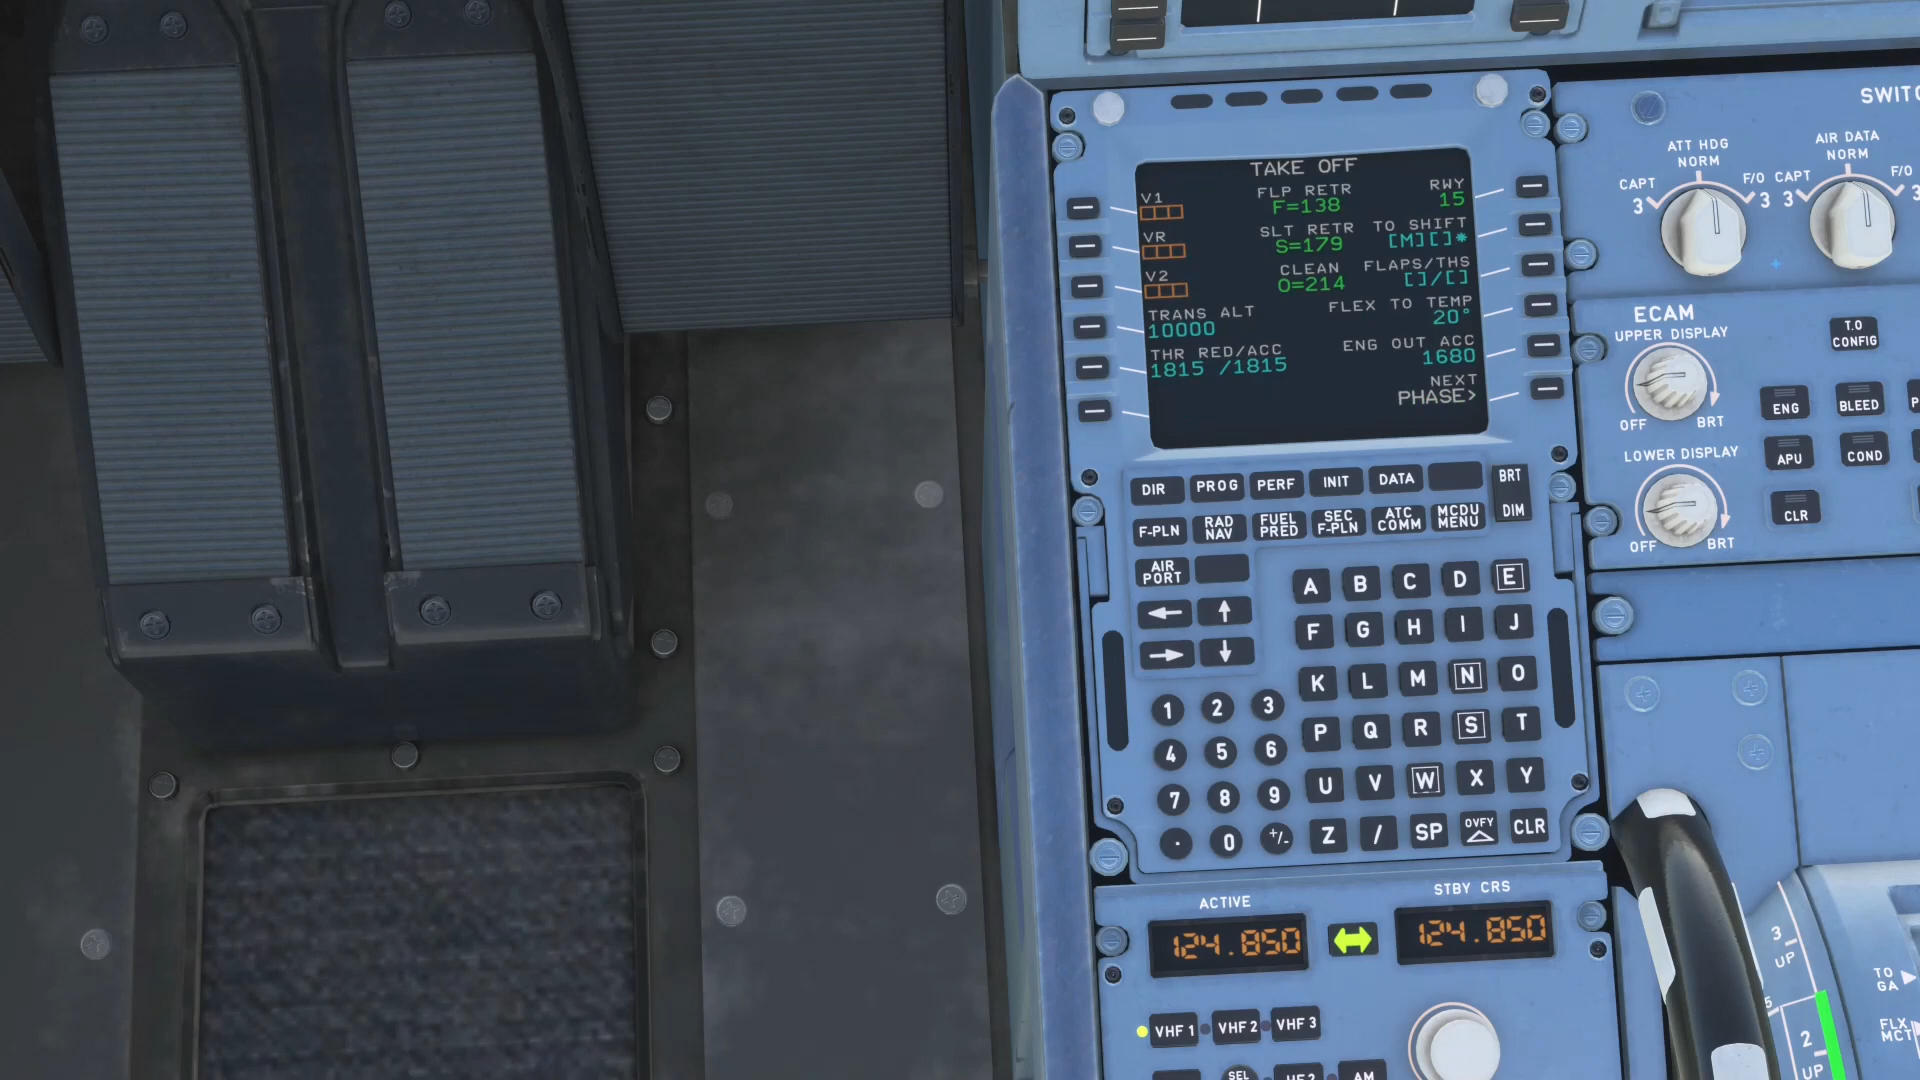 SWITC
ATT HDG
NORM
CAPT
3
F/O
3
AIR DATA
NORM
CAPT
3
F/O
3
TAKE OFF
V1
FLP RETR
F=138
RWY
15
VR
SLT RETR
S=179
TO SHIFT
[M][]*
V2
CLEAN
O=214
FLAPS/THS
[]/[]
TRANS ALT
10000
FLEX TO TEMP
20°
THR RED/ACC
1815 /1815
ENG OUT ACC
1680
NEXT
PHASE>
ECAM
UPPER DISPLAY
OFF
BRT
T.O
CONFIG
ENG
BLEED
P
LOWER DISPLAY
OFF
BRT
APU
COND
CLR
DIR PROG PERF INIT DATA
BRT
DIM
F-PLN RAD NAV FUEL PRED SEC F-PLN ATC COMM MCDU MENU
AIR PORT
A B C D E
F G H I J
K L M N O
P Q R S T
U V W X Y
Z / SP OVFY CLR
1 2 3
4 5 6
7 8 9
. 0 +/-
ACTIVE
124.850
STBY CRS
124.850
VHF 1 VHF 2 VHF 3
SEL
HF 2
AM
3
UP
5
2
UP
TO
GA
FLX
MCT